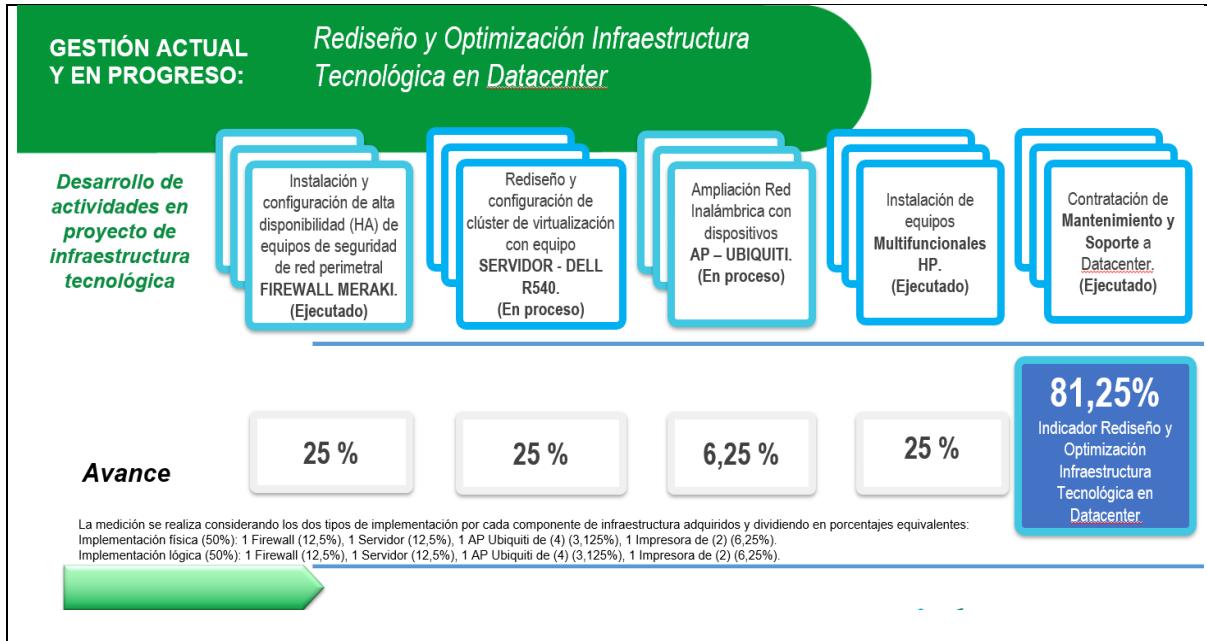 GESTIÓN ACTUAL
Y EN PROGRESO:
Rediseño y Optimización Infraestructura
Tecnológica en Datacenter
Desarrollo de
actividades en
proyecto de
infraestructura
tecnológica
Instalación y
configuración de alta
disponibilidad (HA) de
equipos de seguridad
de red perimetral
FIREWALL MERAKI.
(Ejecutado)
Rediseño y
configuración de
clúster de virtualización
con equipo
SERVIDOR - DELL
R540.
(En proceso)
Ampliación Red
Inalámbrica con
dispositivos
AP – UBIQUITI.
(En proceso)
Instalación de
equipos
Multifuncionales
HP.
(Ejecutado)
Contratación de
Mantenimiento y
Soporte a
Datacenter.
(Ejecutado)
Avance
25 %
25 %
6,25 %
25 %
81,25%
Indicador Rediseño y
Optimización
Infraestructura
Tecnológica en
Datacenter
La medición se realiza considerando los dos tipos de implementación por cada componente de infraestructura adquiridos y dividiendo en porcentajes equivalentes:
Implementación física (50%): 1 Firewall (12,5%), 1 Servidor (12,5%), 1 AP Ubiquiti de (4) (3,125%), 1 Impresora de (2) (6,25%).
Implementación lógica (50%): 1 Firewall (12,5%), 1 Servidor (12,5%), 1 AP Ubiquiti de (4) (3,125%), 1 Impresora de (2) (6,25%).